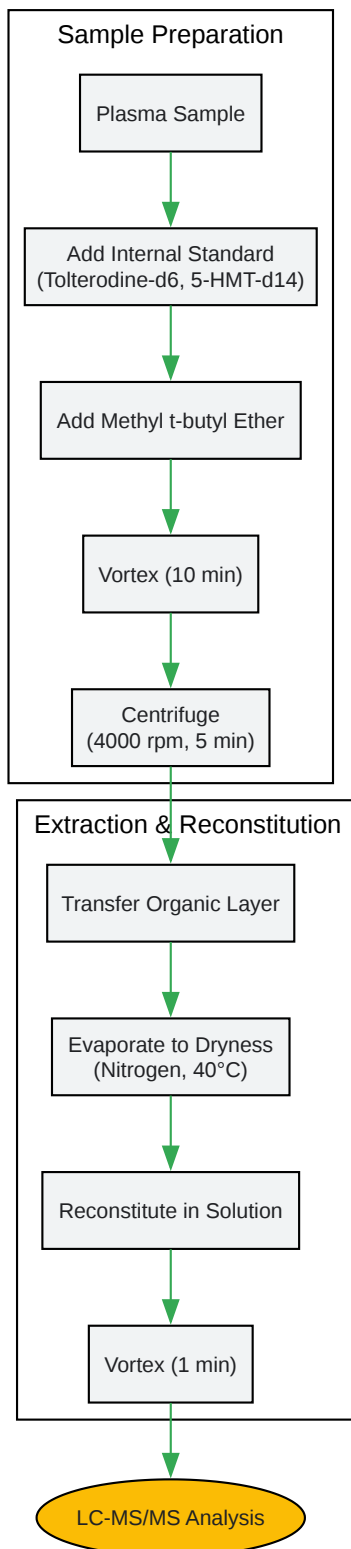 Sample Preparation
Plasma Sample
Add Internal Standard
(Tolterodine-d6, 5-HMT-d14)
Add Methyl t-butyl Ether
Vortex (10 min)
Centrifuge
(4000 rpm, 5 min)
Extraction & Reconstitution
Transfer Organic Layer
Evaporate to Dryness
(Nitrogen, 40°C)
Reconstitute in Solution
Vortex (1 min)
LC-MS/MS Analysis